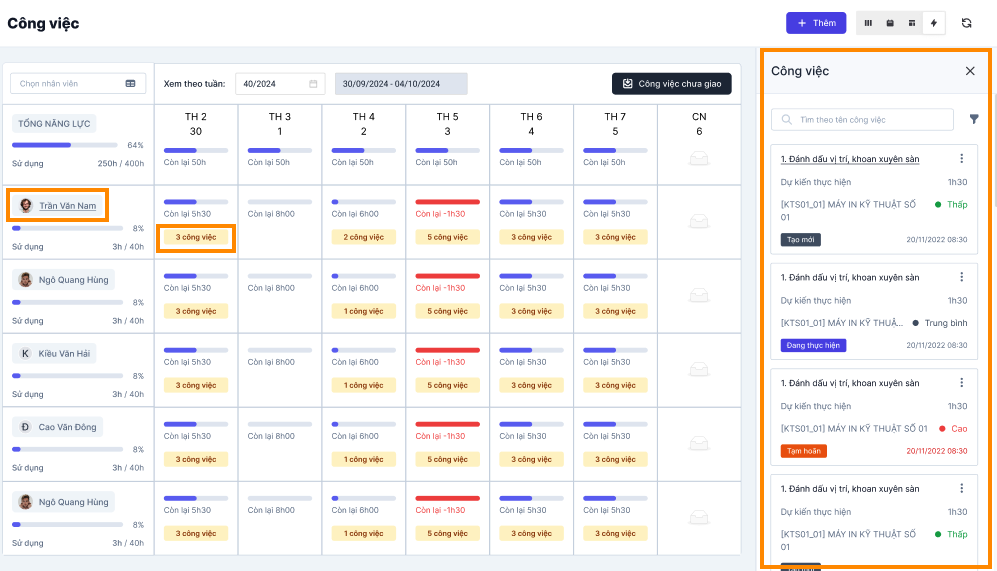 Công việc
+ Thêm
Chọn nhân viên
Xem theo tuần: 40/2024 30/09/2024 - 04/10/2024 Công việc chưa giao
TỔNG NĂNG LỰC
64%
Sử dụng 250h / 400h
TH 2 TH 3 TH 4 TH 5 TH 6 TH 7 CN
30 1 2 3 4 5 6
Còn lại 50h Còn lại 50h Còn lại 50h Còn lại 50h Còn lại 50h Còn lại 50h
Trần Văn Nam
8%
Sử dụng 3h / 40h
Còn lại 5h30 Còn lại 8h00 Còn lại 6h00 Còn lại -1h30 Còn lại 5h30 Còn lại 5h30
3 công việc 2 công việc 5 công việc 3 công việc 3 công việc
Ngô Quang Hùng
8%
Sử dụng 3h / 40h
Còn lại 5h30 Còn lại 8h00 Còn lại 6h00 Còn lại -1h30 Còn lại 5h30 Còn lại 5h30
3 công việc 1 công việc 5 công việc 3 công việc 3 công việc
K Kiều Văn Hải
8%
Sử dụng 3h / 40h
Còn lại 5h30 Còn lại 8h00 Còn lại 6h00 Còn lại -1h30 Còn lại 5h30 Còn lại 5h30
3 công việc 1 công việc 5 công việc 3 công việc 3 công việc
Đ Cao Văn Đông
8%
Sử dụng 3h / 40h
Còn lại 5h30 Còn lại 8h00 Còn lại 6h00 Còn lại -1h30 Còn lại 5h30 Còn lại 5h30
3 công việc 1 công việc 5 công việc 3 công việc 3 công việc
Ngô Quang Hùng
8%
Sử dụng 3h / 40h
Còn lại 5h30 Còn lại 8h00 Còn lại 6h00 Còn lại -1h30 Còn lại 5h30 Còn lại 5h30
3 công việc 1 công việc 5 công việc 3 công việc 3 công việc
Công việc
Tìm theo tên công việc
1. Đánh dấu vị trí, khoan xuyên sàn
Dự kiến thực hiện 1h30
[KTS01_01] MÁY IN KỸ THUẬT SỐ Thấp
01
Tạo mới 20/11/2022 08:30
1. Đánh dấu vị trí, khoan xuyên sàn
Dự kiến thực hiện 1h30
[KTS01_01] MÁY IN KỸ THUẬ... Trung bình
Đang thực hiện 20/11/2022 08:30
1. Đánh dấu vị trí, khoan xuyên sàn
Dự kiến thực hiện 1h30
[KTS01_01] MÁY IN KỸ THUẬT SỐ 01 Cao
Tạm hoãn 20/11/2022 08:30
1. Đánh dấu vị trí, khoan xuyên sàn
Dự kiến thực hiện 1h30
[KTS01_01] MÁY IN KỸ THUẬT SỐ Thấp
01